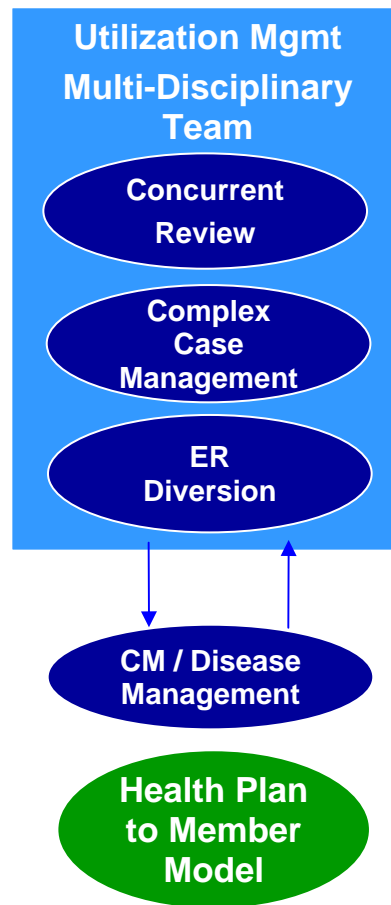 Utilization Mgmt
Multi-Disciplinary
Team
Concurrent
Review
Complex
Case
Management
ER
Diversion
CM / Disease
Management
Health Plan
to Member
Model